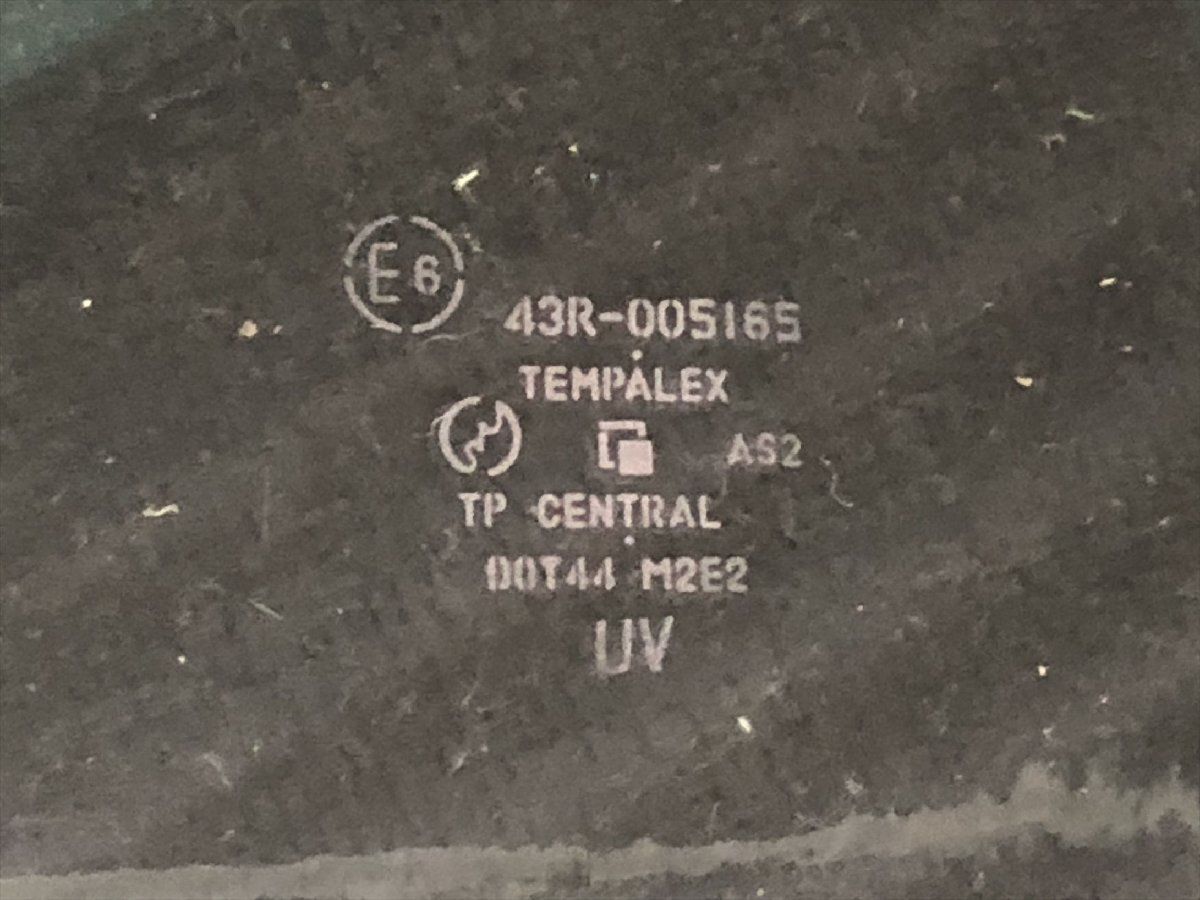 E6
43R-005165
TEMPALEX
AS2
TP CENTRAL
DOT44 M2E2
UV